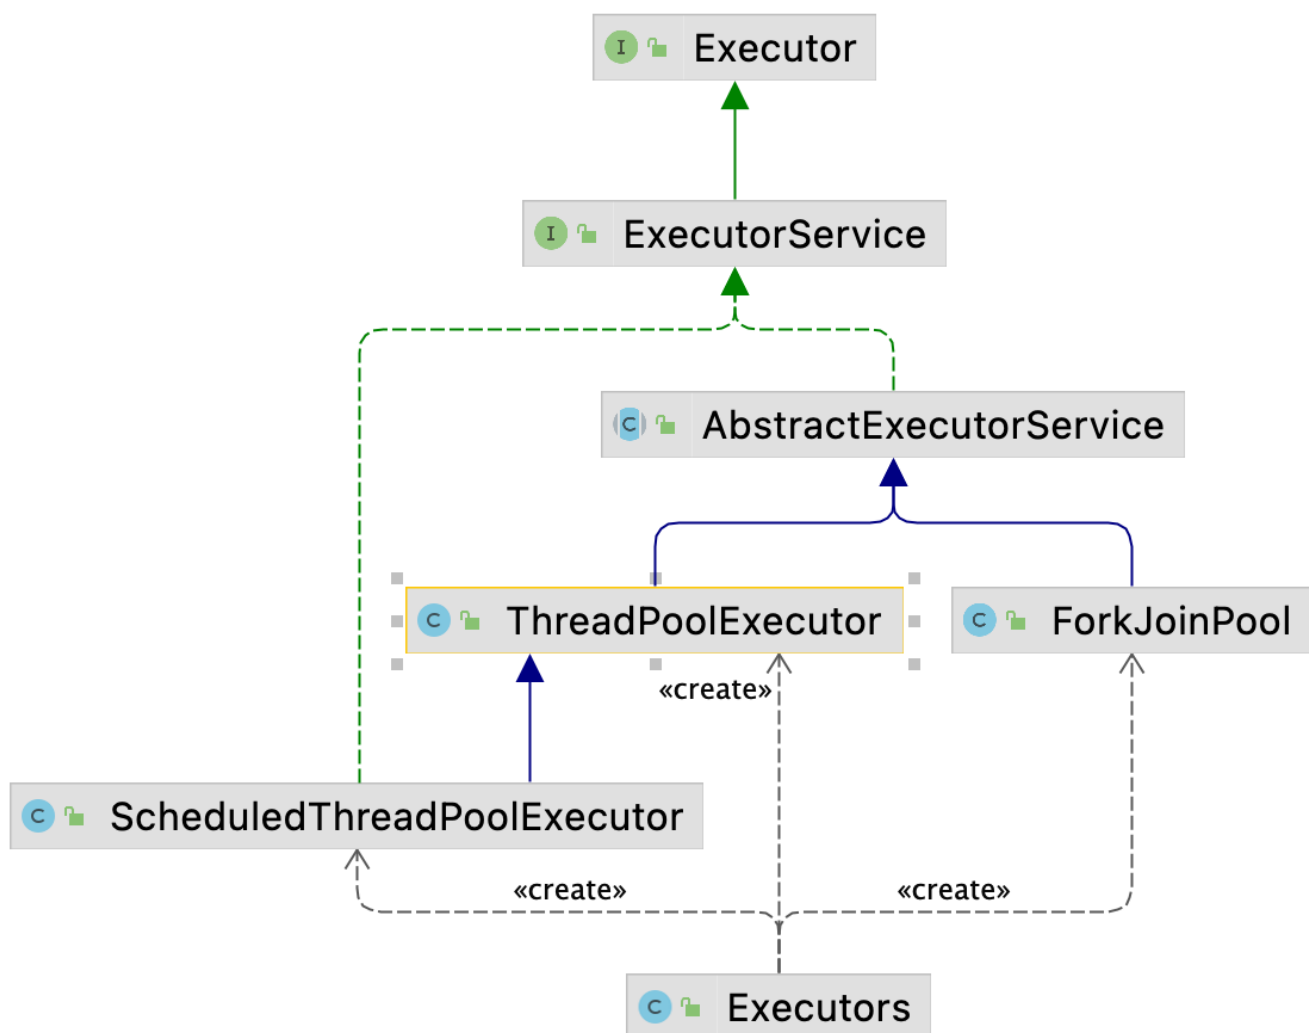 I Executor
I ExecutorService
C AbstractExecutorService
C ThreadPoolExecutor
C ForkJoinPool
«create»
C ScheduledThreadPoolExecutor
«create»
«create»
C Executors